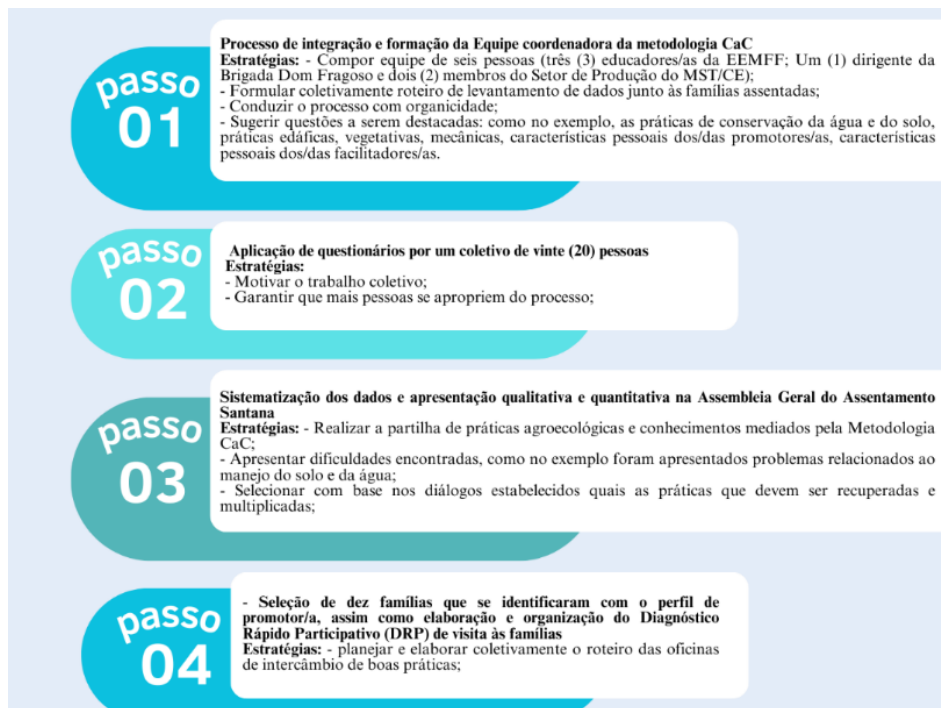 passo
01
Processo de integração e formação da Equipe coordenadora da metodologia CaC
Estratégias: - Compor equipe de seis pessoas (três (3) educadores/as da EEMFF; Um (1) dirigente da
Brigada Dom Fragoso e dois (2) membros do Setor de Produção do MST/CE);
- Formular coletivamente roteiro de levantamento de dados junto às famílias assentadas;
- Conduzir o processo com organicidade;
- Sugerir questões a serem destacadas: como no exemplo, as práticas de conservação da água e do solo,
práticas edáficas, vegetativas, mecânicas, características pessoais dos/das promotores/as, características
pessoais dos/das facilitadores/as.
passo
02
Aplicação de questionários por um coletivo de vinte (20) pessoas
Estratégias:
- Motivar o trabalho coletivo;
- Garantir que mais pessoas se apropriem do processo;
passo
03
Sistematização dos dados e apresentação qualitativa e quantitativa na Assembleia Geral do Assentamento
Santana
Estratégias: - Realizar a partilha de práticas agroecológicas e conhecimentos mediados pela Metodologia
CaC;
- Apresentar dificuldades encontradas, como no exemplo foram apresentados problemas relacionados ao
manejo do solo e da água;
- Selecionar com base nos diálogos estabelecidos quais as práticas que devem ser recuperadas e
multiplicadas;
passo
04
- Seleção de dez famílias que se identificaram com o perfil de
promotor/a, assim como elaboração e organização do Diagnóstico
Rápido Participativo (DRP) de visita às famílias
Estratégias: - planejar e elaborar coletivamente o roteiro das oficinas
de intercâmbio de boas práticas;